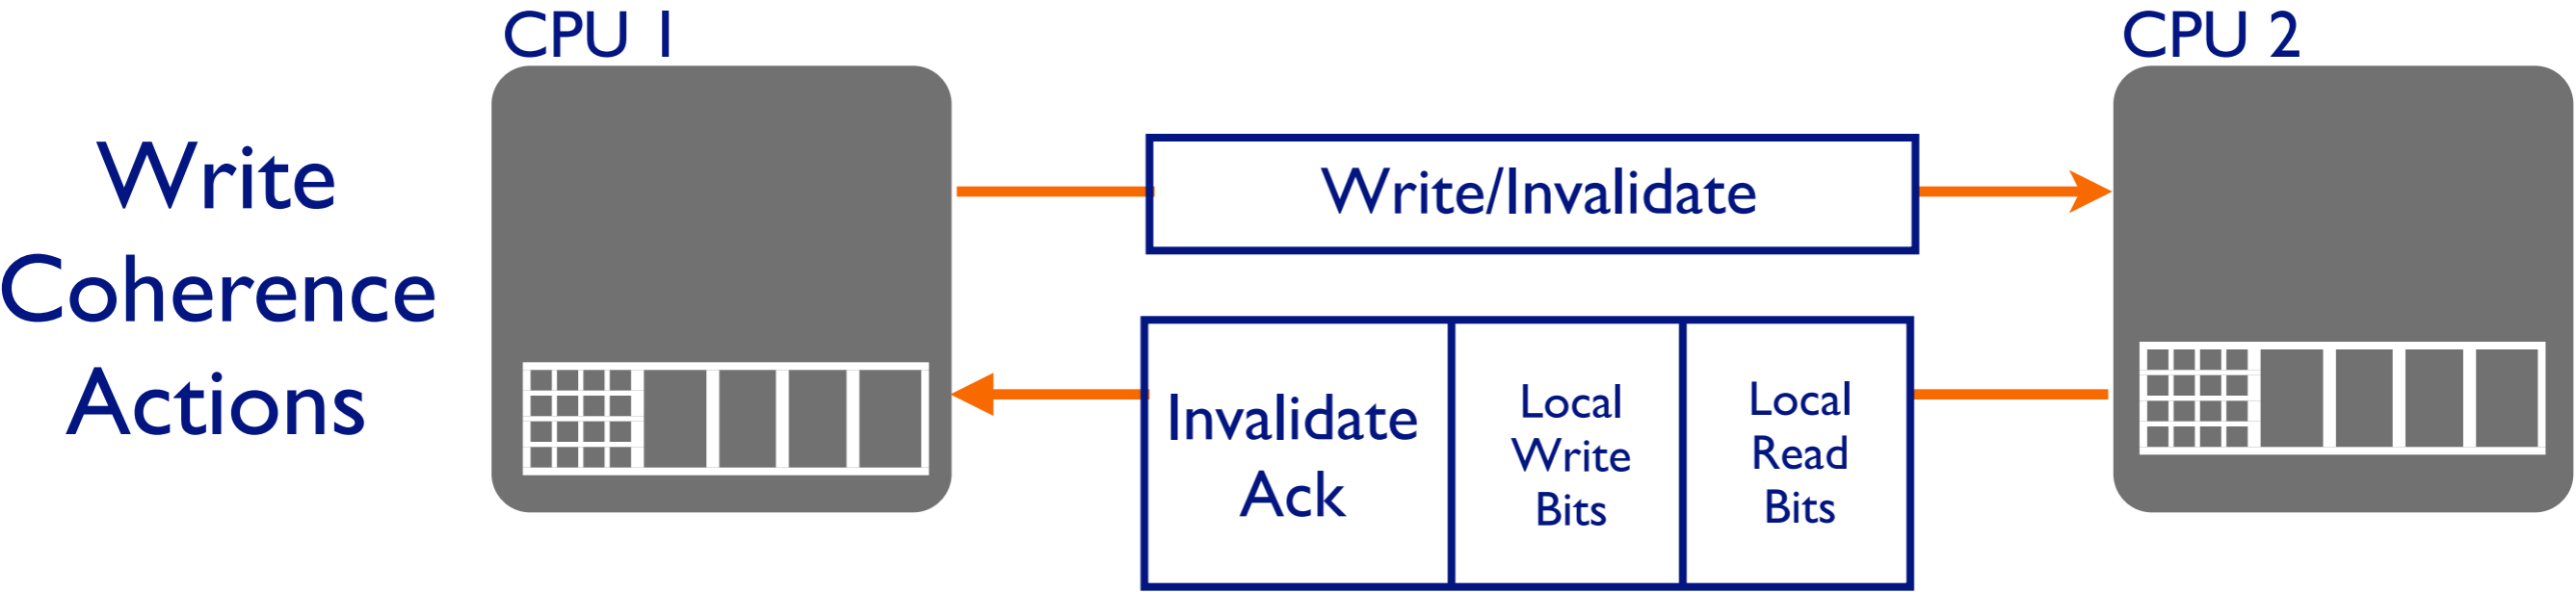 CPU 1
CPU 2
Write
Coherence
Actions
Write/Invalidate
Invalidate
Ack
Local
Write
Bits
Local
Read
Bits